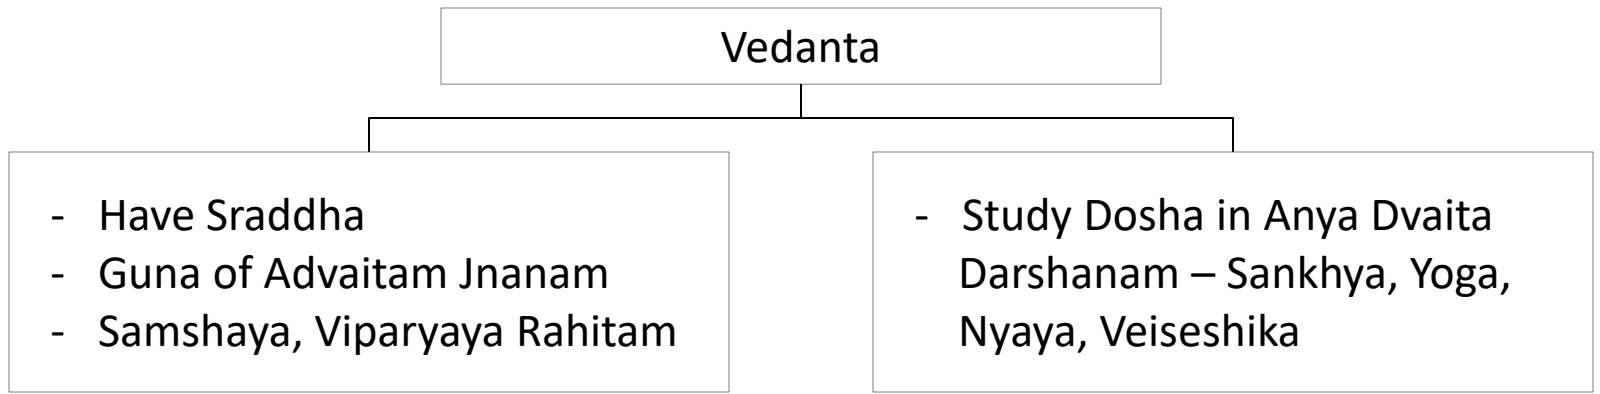 Vedanta
- Have Sraddha
- Guna of Advaitam Jnanam
- Samshaya, Viparyaya Rahitam
- Study Dosha in Anya Dvaita
Darshanam – Sankhya, Yoga,
Nyaya, Veiseshika